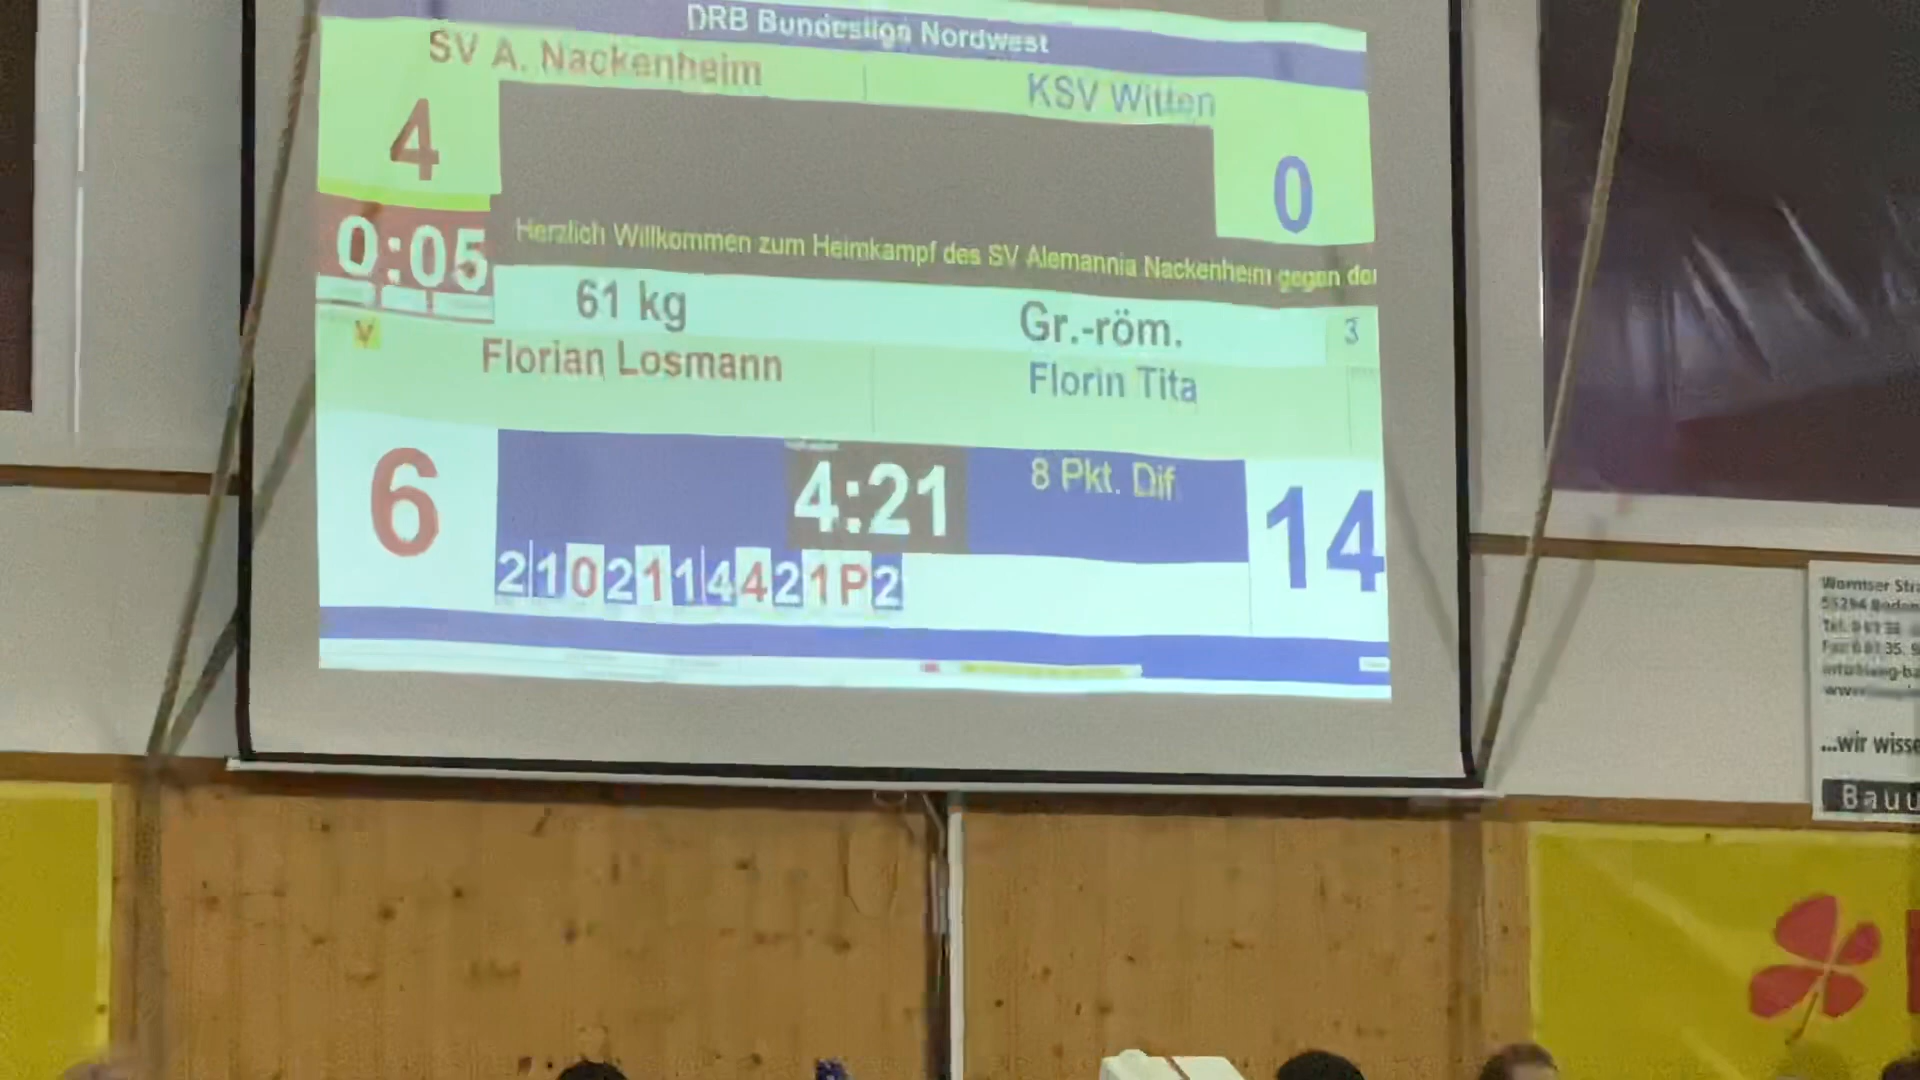 DRB Bundesliga Nordwest
SV A. Nackenheim
KSV Witten
4
0
0:05
Herzlich Willkommen zum Heimkampf des SV Alemannia Nackenheim gegen
61 kg
Gr.-röm.
3
V
Florian Losmann
Florin Tita
6
4:21
8 Pkt. Dif
14
2 1 0 2 1 1 4 4 2 1 P 2
Wormser
55294
...wir